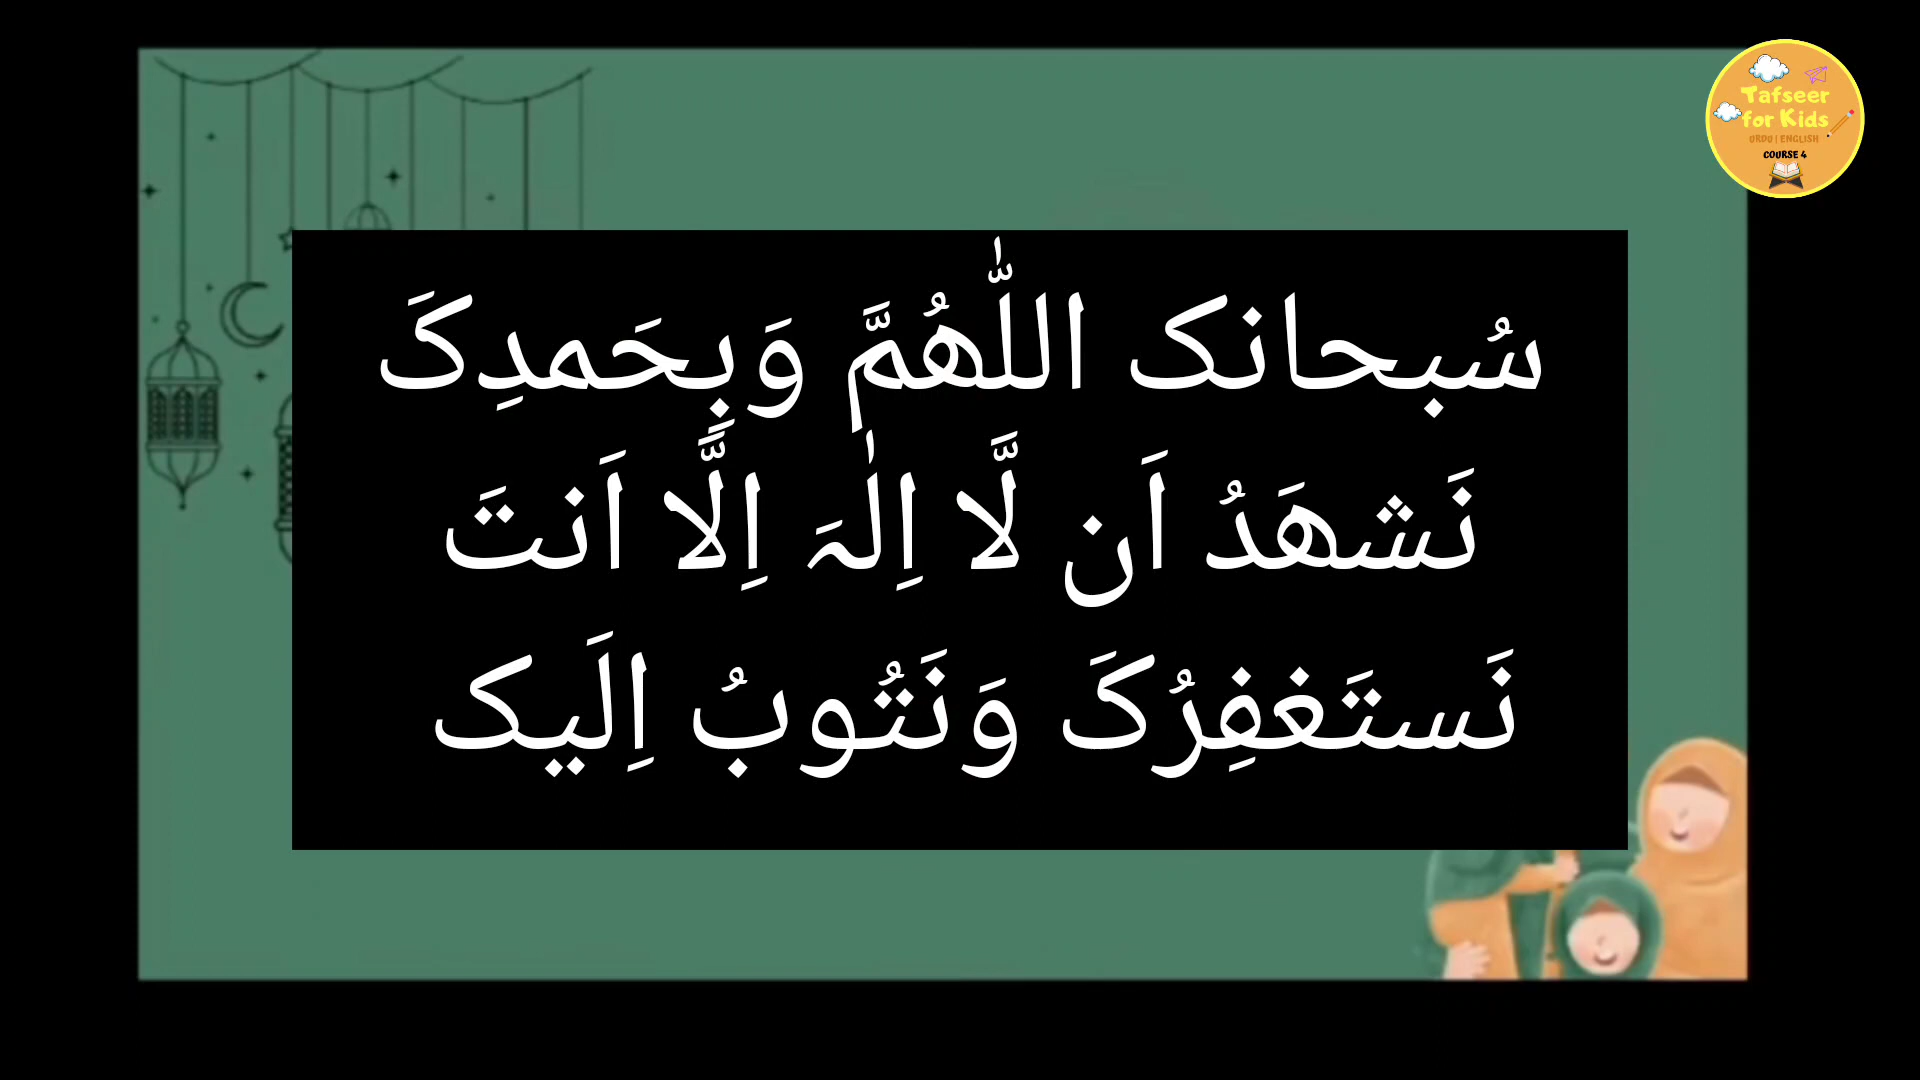 Tafseer
for Kids
URDU | ENGLISH
COURSE 4
سُبحانک اللّٰھُمَّ وَبِحَمدِکَ
نَشھَدُ اَن لَّا اِلٰہَ اِلَّا اَنتَ
نَستَغفِرُکَ وَنَتُوبُ اِلَیک